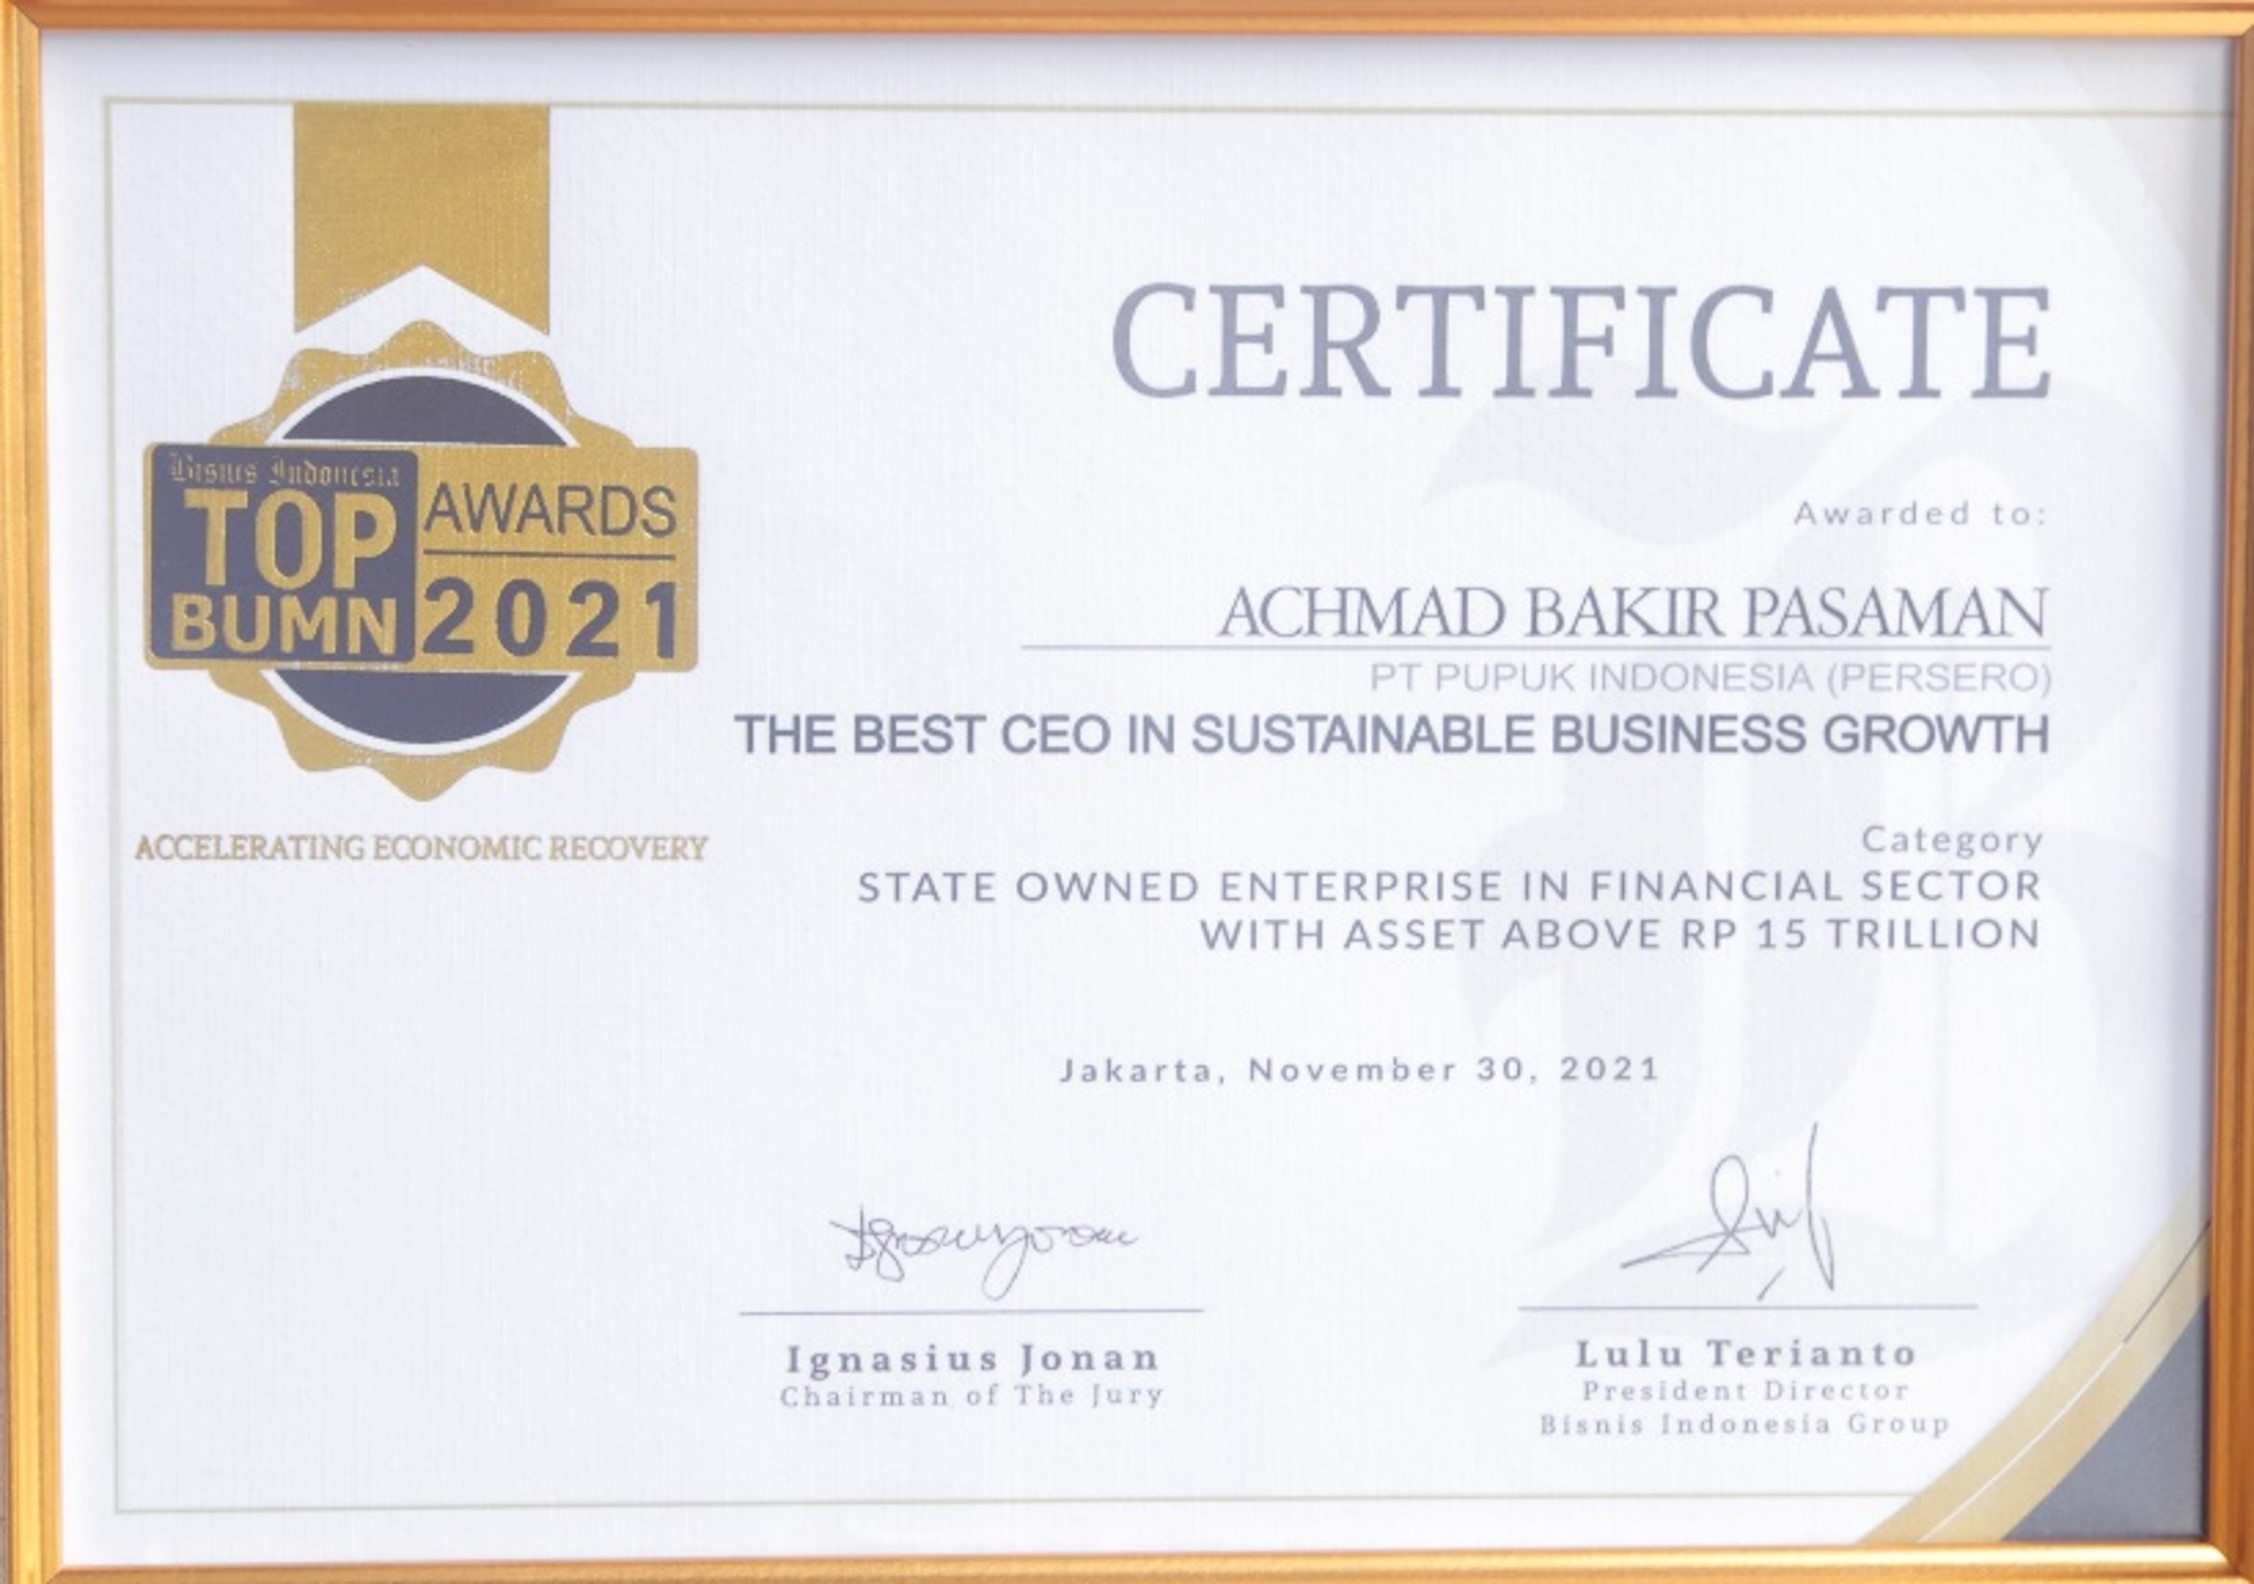 Bisnis Indonesia
TOP
BUMN
AWARDS
2021
ACCELERATING ECONOMIC RECOVERY
CERTIFICATE
Awarded to:
ACHMAD BAKIR PASAMAN
PT PUPUK INDONESIA (PERSERO)
THE BEST CEO IN SUSTAINABLE BUSINESS GROWTH
Category
STATE OWNED ENTERPRISE IN FINANCIAL SECTOR
WITH ASSET ABOVE RP 15 TRILLION
Jakarta, November 30, 2021
Ignasius Jonan
Chairman of The Jury
Lulu Terianto
President Director
Bisnis Indonesia Group